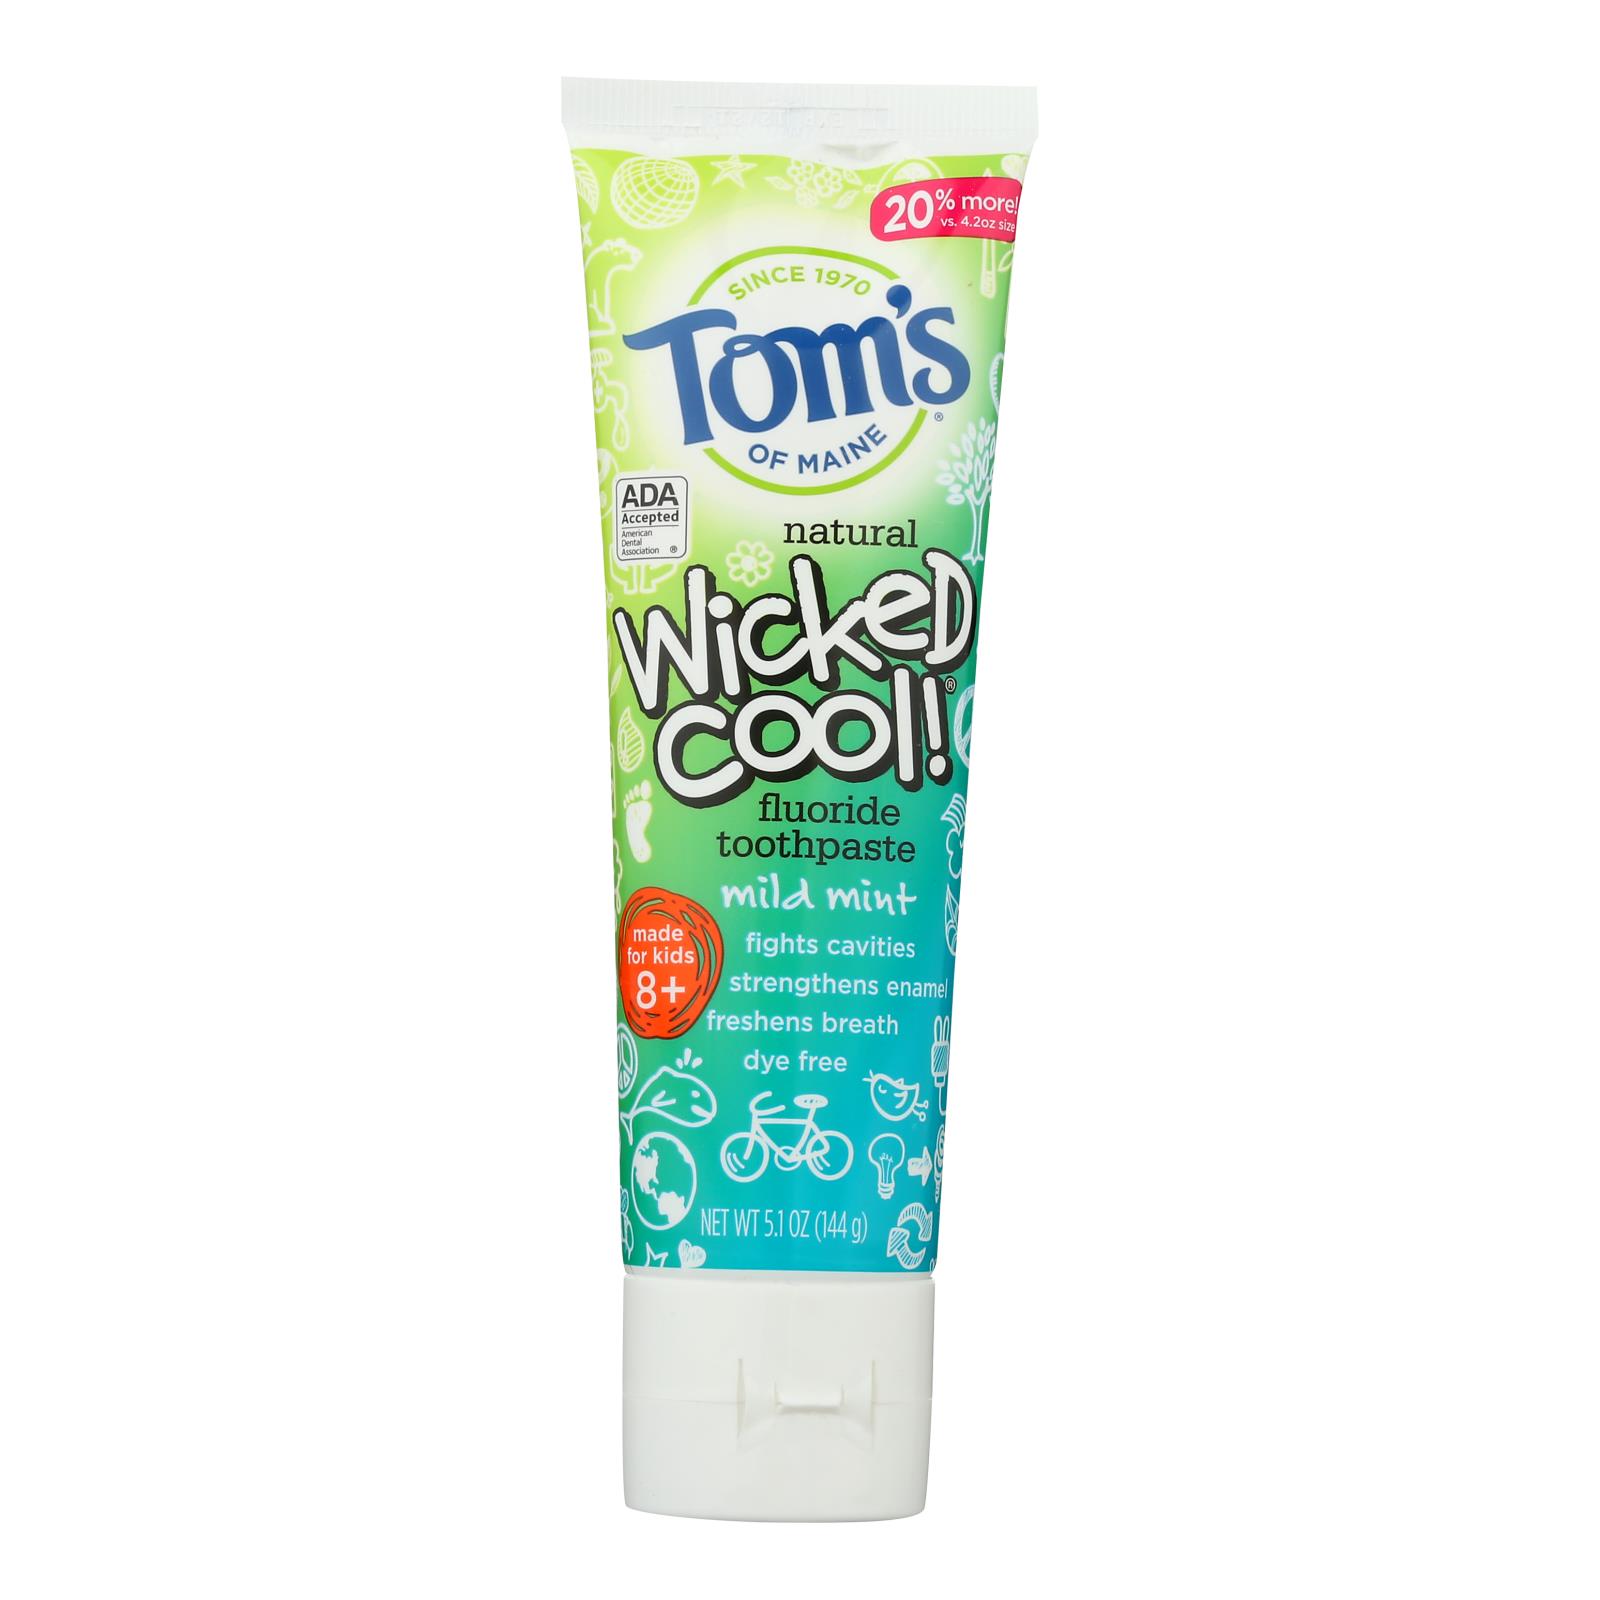 20% more!
vs. 4.2oz size
SINCE 1970
Tom's
OF MAINE
®
ADA
Accepted
American
Dental
Association ®
natural
Wicked
Cool!®
fluoride
toothpaste
mild mint
made
for kids
8+
fights cavities
strengthens enamel
freshens breath
dye free
NET WT 5.1 OZ (144 g)